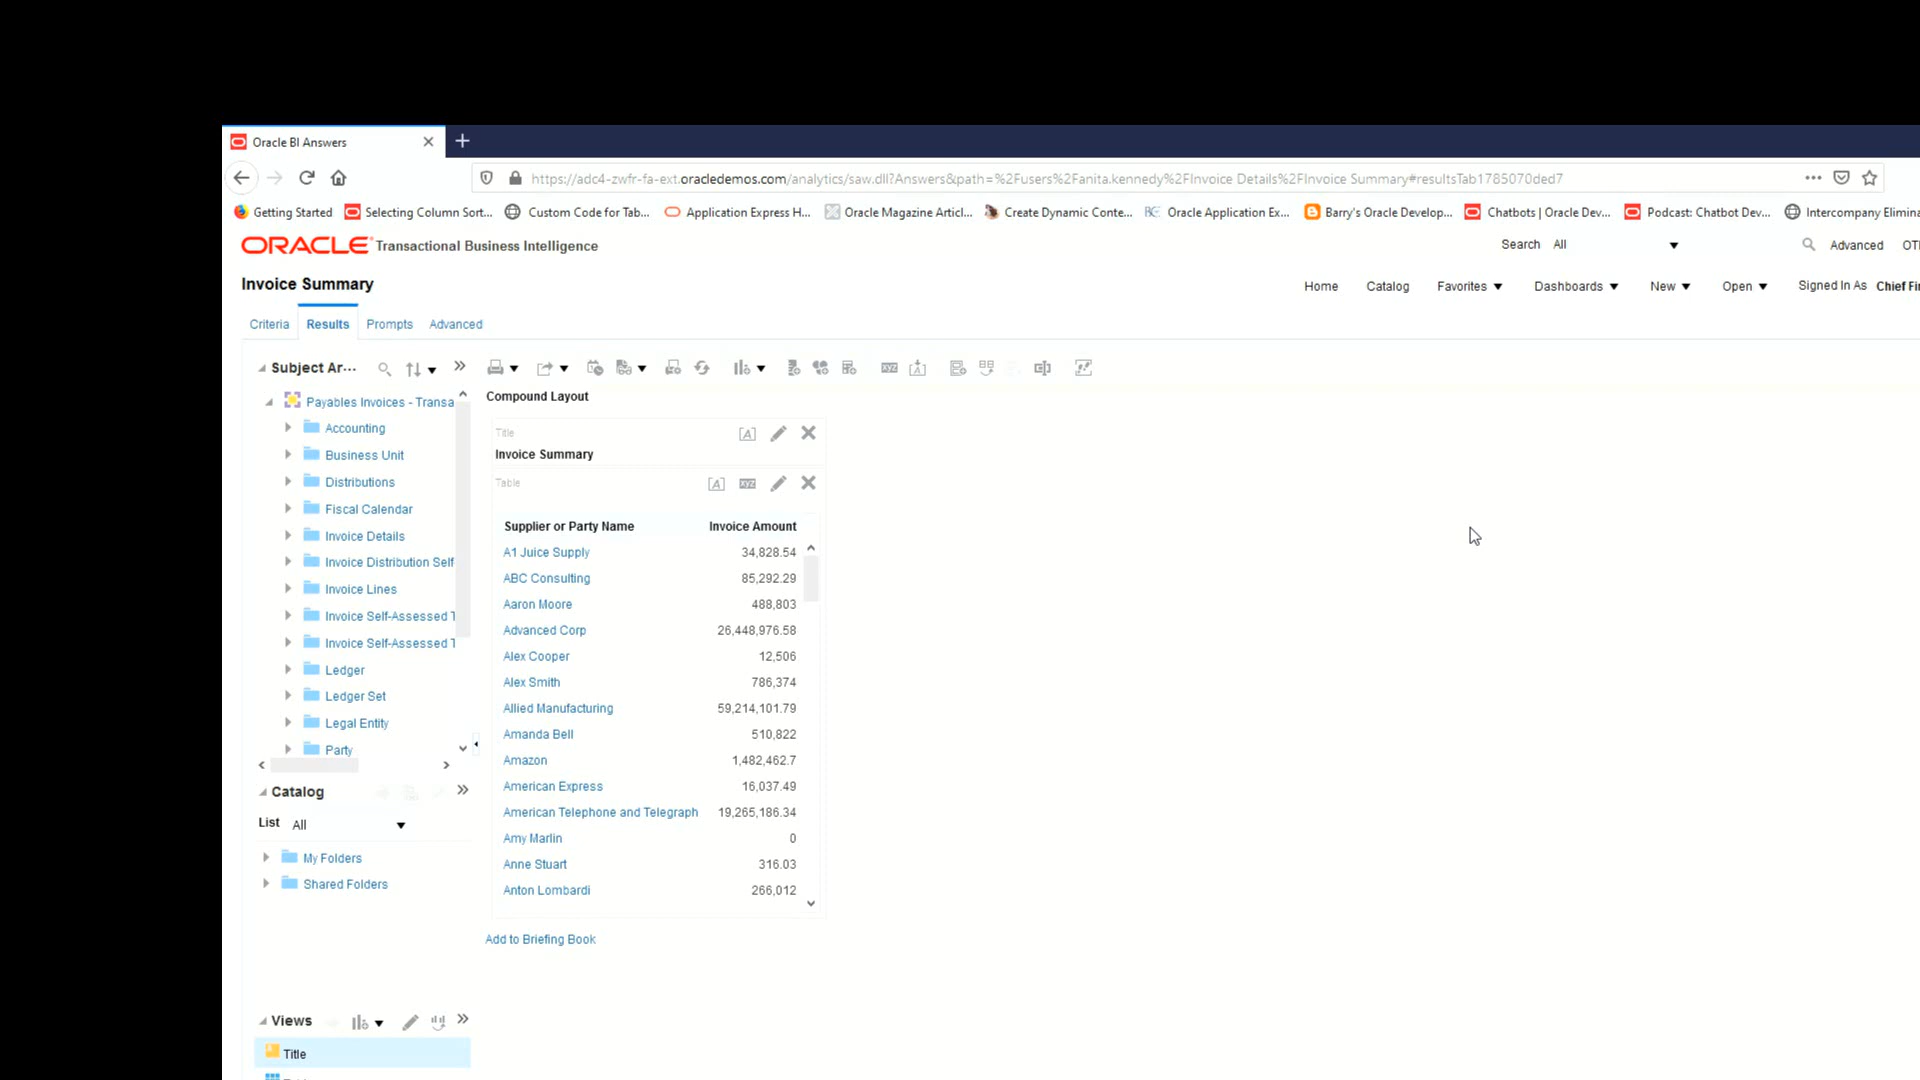 Oracle BI Answers
https://adc4-zwfr-fa-ext.oracledemos.com/analytics/saw.dll?Answers&path=%2Fusers%2Fanita.kennedy%2FInvoice Details%2FInvoice Summary#resultsTab1785070ded7
Getting Started Selecting Column Sort... Custom Code for Tab... Application Express H... Oracle Magazine Articl... Create Dynamic Conte... Oracle Application Ex... Barry's Oracle Develop... Chatbots | Oracle Dev... Podcast: Chatbot Dev... Intercompany Elimina
ORACLE Transactional Business Intelligence Search All Advanced OT
Invoice Summary Home Catalog Favorites Dashboards New Open Signed In As Chief Fi
Criteria Results Prompts Advanced
Subject Ar...
Compound Layout
Payables Invoices - Transa
Accounting
Business Unit
Distributions
Fiscal Calendar
Invoice Details
Invoice Distribution Self
Invoice Lines
Invoice Self-Assessed T
Invoice Self-Assessed T
Ledger
Ledger Set
Legal Entity
Party
Catalog
List All
My Folders
Shared Folders
Views
Title
Title
Invoice Summary
Table
Supplier or Party Name Invoice Amount
A1 Juice Supply 34,828.54
ABC Consulting 85,292.29
Aaron Moore 488,803
Advanced Corp 26,448,976.58
Alex Cooper 12,506
Alex Smith 786,374
Allied Manufacturing 59,214,101.79
Amanda Bell 510,822
Amazon 1,482,462.7
American Express 16,037.49
American Telephone and Telegraph 19,265,186.34
Amy Marlin 0
Anne Stuart 316.03
Anton Lombardi 266,012
Add to Briefing Book